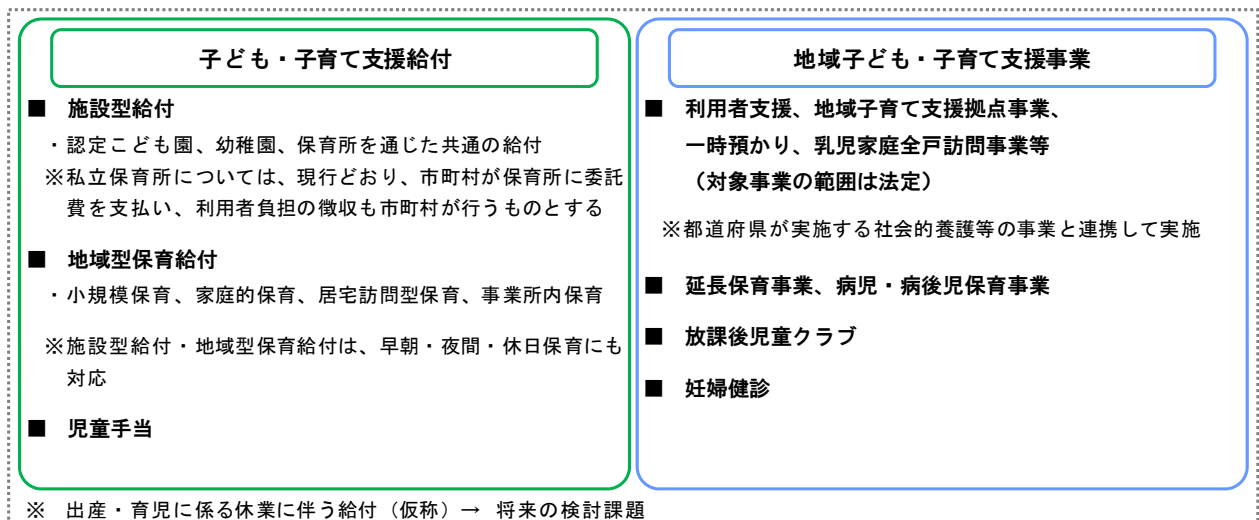 子ども・子育て支援給付
■ 施設型給付
・認定こども園、幼稚園、保育所を通じた共通の給付
※私立保育所については、現行どおり、市町村が保育所に委託
費を支払い、利用者負担の徴収も市町村が行うものとする
■ 地域型保育給付
・小規模保育、家庭的保育、居宅訪問型保育、事業所内保育
※施設型給付・地域型保育給付は、早朝・夜間・休日保育にも
対応
■ 児童手当
地域子ども・子育て支援事業
■ 利用者支援、地域子育て支援拠点事業、
一時預かり、乳児家庭全戸訪問事業等
（対象事業の範囲は法定）
※都道府県が実施する社会的養護等の事業と連携して実施
■ 延長保育事業、病児・病後児保育事業
■ 放課後児童クラブ
■ 妊婦健診
※ 出産・育児に係る休業に伴う給付（仮称）→ 将来の検討課題